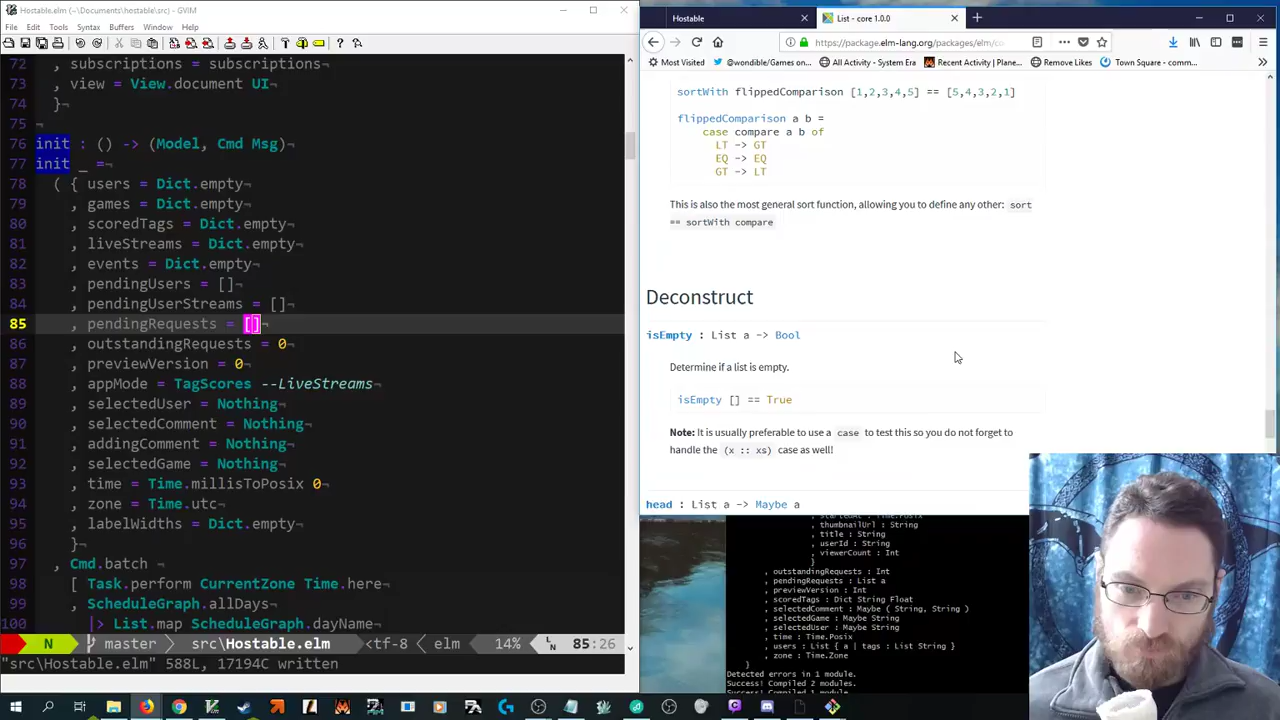 Hostable.elm (~\Documents\hostable\src) - GVIM
File Edit Tools Syntax Buffers Window Help
72 , subscriptions = subscriptions
73 , view = View.document UI
74 }
75
76 init : () -> (Model, Cmd Msg)
77 init _ =
78 ( { users = Dict.empty¬
79 , games = Dict.empty¬
80 , scoredTags = Dict.empty¬
81 , liveStreams = Dict.empty¬
82 , events = Dict.empty¬
83 , pendingUsers = []¬
84 , pendingUserStreams = []¬
85 , pendingRequests = []¬
86 , outstandingRequests = 0¬
87 , previewVersion = 0¬
88 , appMode = TagScores --LiveStreams¬
89 , selectedUser = Nothing¬
90 , selectedComment = Nothing¬
91 , addingComment = Nothing¬
92 , selectedGame = Nothing¬
93 , time = Time.millisToPosix 0¬
94 , zone = Time.utc¬
95 , labelWidths = Dict.empty¬
96 }¬
97 , Cmd.batch¬
98 [ Task.perform CurrentZone Time.here¬
99 , ScheduleGraph.allDays¬
100 |> List.map ScheduleGraph.dayName¬
N master src\Hostable.elm <tf-8 < elm 14% 85:26
"src\Hostable.elm" 588L, 17194C written
Hostable
List - core 1.0.0
https://package.elm-lang.org/packages/elm/co
Most Visited @wondible/Games on... All Activity - System Era Recent Activity | Plane... Remove Likes Town Square - comm...
sortWith flippedComparison [1,2,3,4,5] == [5,4,3,2,1]
flippedComparison a b =
case compare a b of
LT -> GT
EQ -> EQ
GT -> LT
This is also the most general sort function, allowing you to define any other: sort
== sortWith compare
Deconstruct
isEmpty : List a -> Bool
Determine if a list is empty.
isEmpty [] == True
Note: It is usually preferable to use a case to test this so you do not forget to
handle the (x :: xs) case as well!
head : List a -> Maybe a
, thumbnailUrl : String
, title : String
, userId : String
, viewerCount : Int
}
, outstandingRequests : Int
, pendingRequests : List a
, previewVersion : Int
, scoredTags : Dict String Float
, selectedComment : Maybe ( String, String )
, selectedGame : Maybe String
, selectedUser : Maybe String
, time : Time.Posix
, users : List { a | tags : List String }
, zone : Time.Zone
}
Detected errors in 1 module.
Success! Compiled 2 modules.
Success! Compiled 1 module.